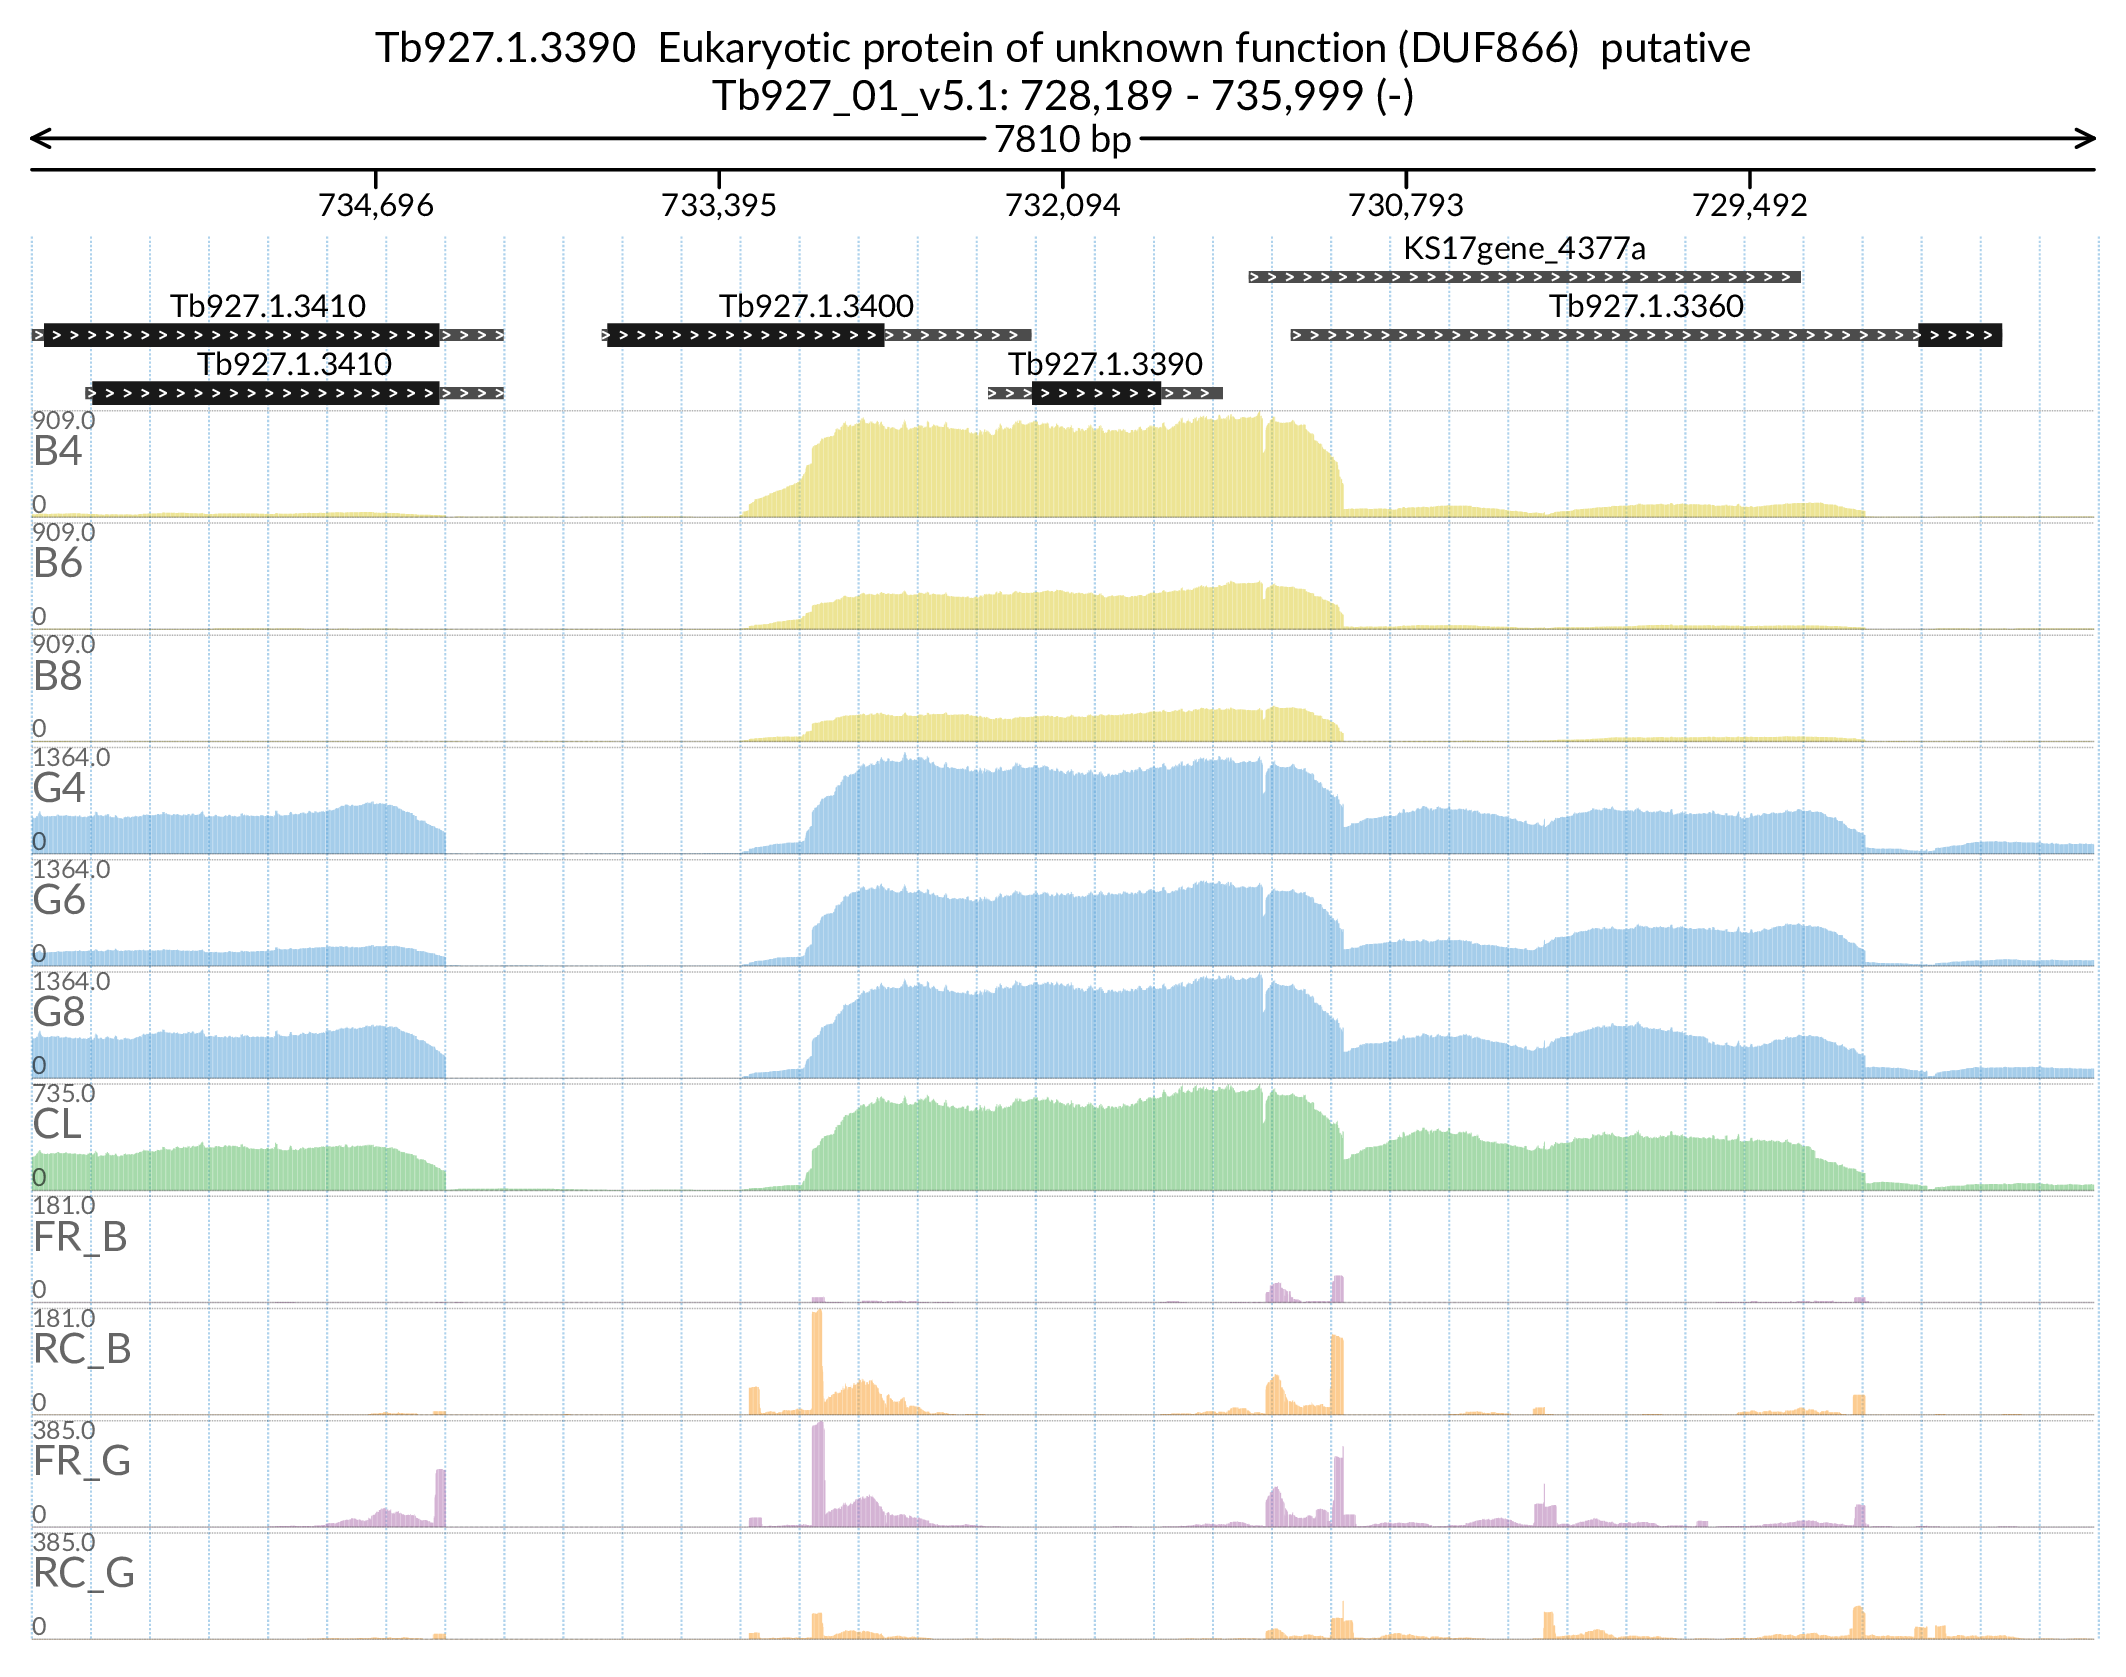 Tb927.1.3390 Eukaryotic protein of unknown function (DUF866) putative
Tb927_01_v5.1: 728,189 - 735,999 (-)
7810 bp
734,696 733,395 732,094 730,793 729,492
KS17gene_4377a
Tb927.1.3410 Tb927.1.3400 Tb927.1.3360
Tb927.1.3410 Tb927.1.3390
909.0
B4
0
909.0
B6
0
909.0
B8
0
1364.0
G4
0
1364.0
G6
0
1364.0
G8
0
735.0
CL
0
181.0
FR_B
0
181.0
RC_B
0
385.0
FR_G
0
385.0
RC_G
0